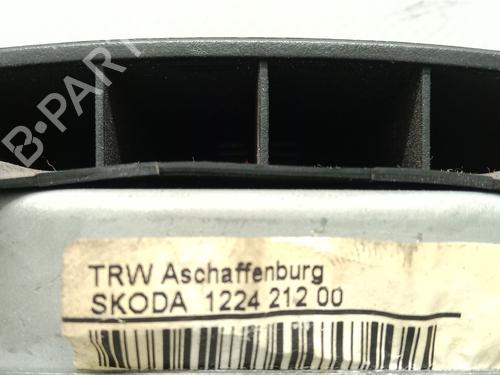 B-PARTS
TRW Aschaffenburg
SKODA 1224 212 00